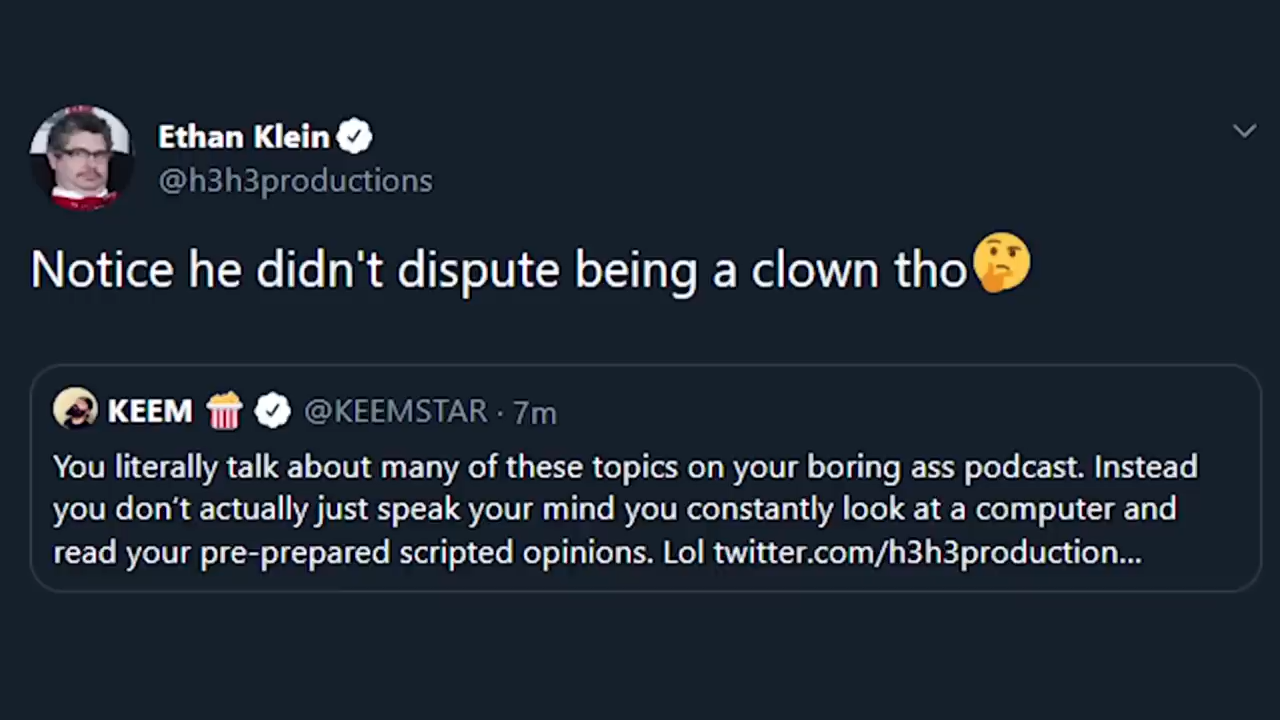 Ethan Klein
@h3h3productions
Notice he didn't dispute being a clown tho🤔
KEEM 🍿 @KEEMSTAR · 7m
You literally talk about many of these topics on your boring ass podcast. Instead
you don‘t actually just speak your mind you constantly look at a computer and
read your pre-prepared scripted opinions. Lol twitter.com/h3h3production...